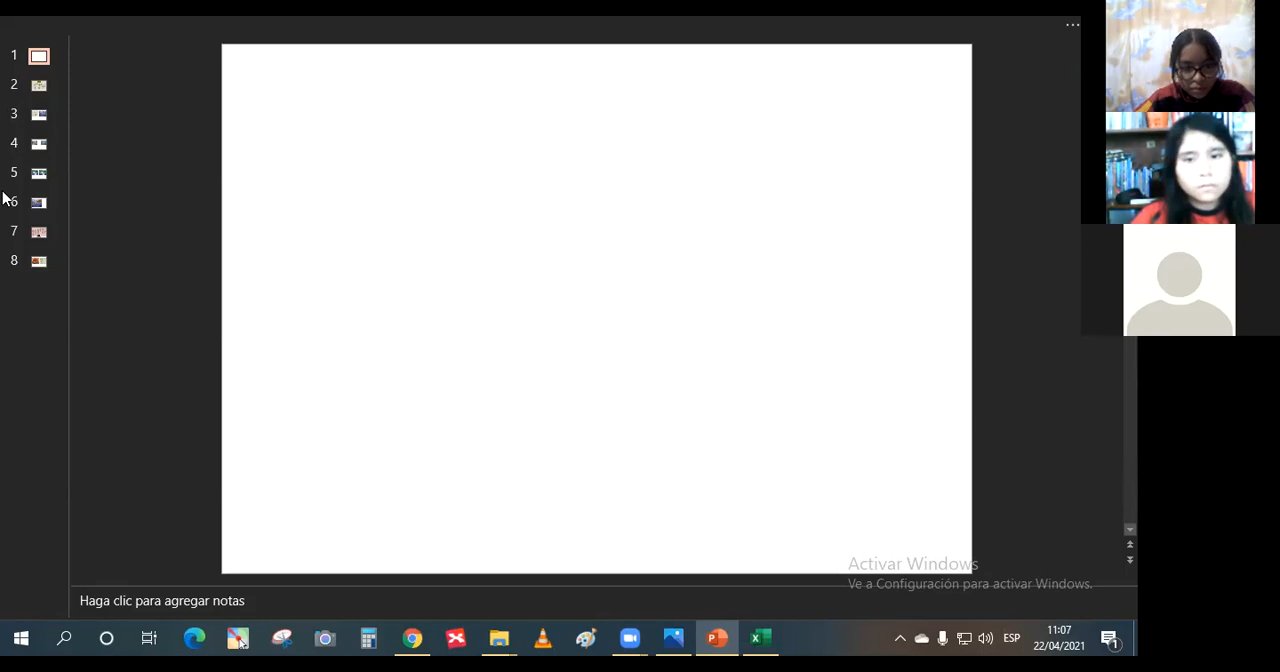 1
2
3
4
5
6
7
8
Activar Windows
Ve a Configuración para activar Windows.
Haga clic para agregar notas
ESP
11:07
22/04/2021
1